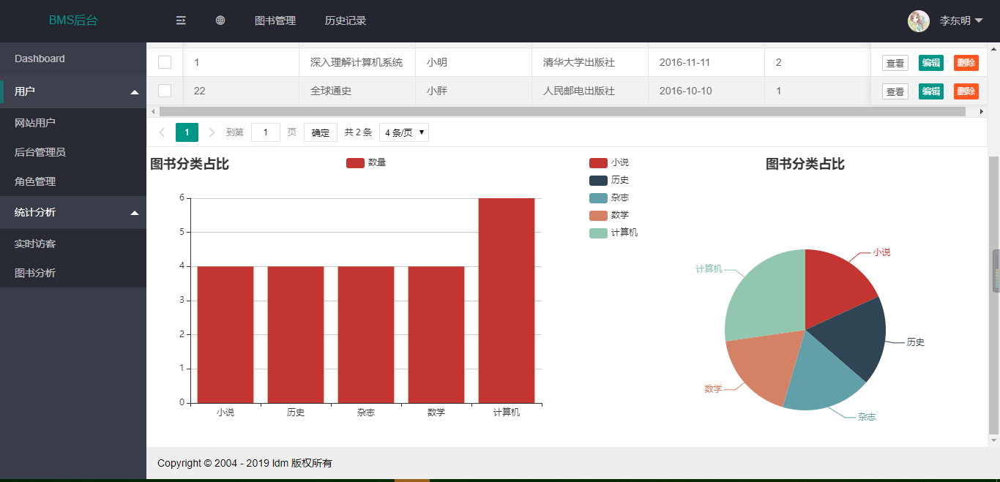 BMS后台
图书管理
历史记录
李东明
Dashboard
用户
网站用户
后台管理员
角色管理
统计分析
实时访客
图书分析
1 深入理解计算机系统 小明 清华大学出版社 2016-11-11 2 查看 编辑 删除
22 全球通史 小胖 人民邮电出版社 2016-10-10 1 查看 编辑 删除
1 到第 1 页 确定 共 2 条 4 条/页
图书分类占比
数量
6
5
4
3
2
1
0
小说 历史 杂志 数学 计算机
图书分类占比
小说
历史
杂志
数学
计算机
小说
计算机
历史
数学
杂志
Copyright © 2004 - 2019 ldm 版权所有